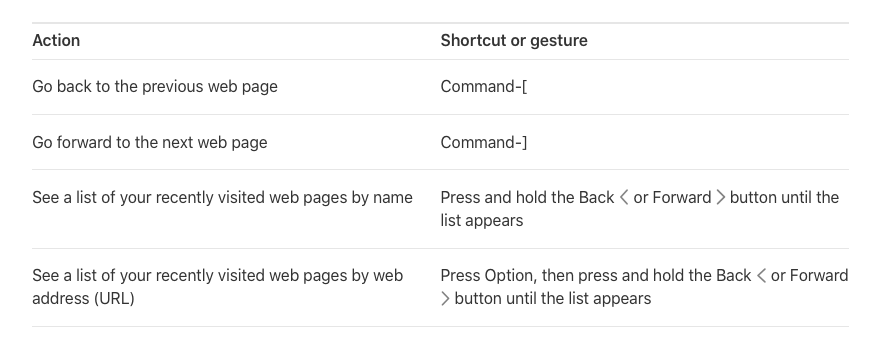 Action Shortcut or gesture
Go back to the previous web page Command-[
Go forward to the next web page Command-]
See a list of your recently visited web pages by name Press and hold the Back < or Forward > button until the
list appears
See a list of your recently visited web pages by web Press Option, then press and hold the Back < or Forward
address (URL) > button until the list appears